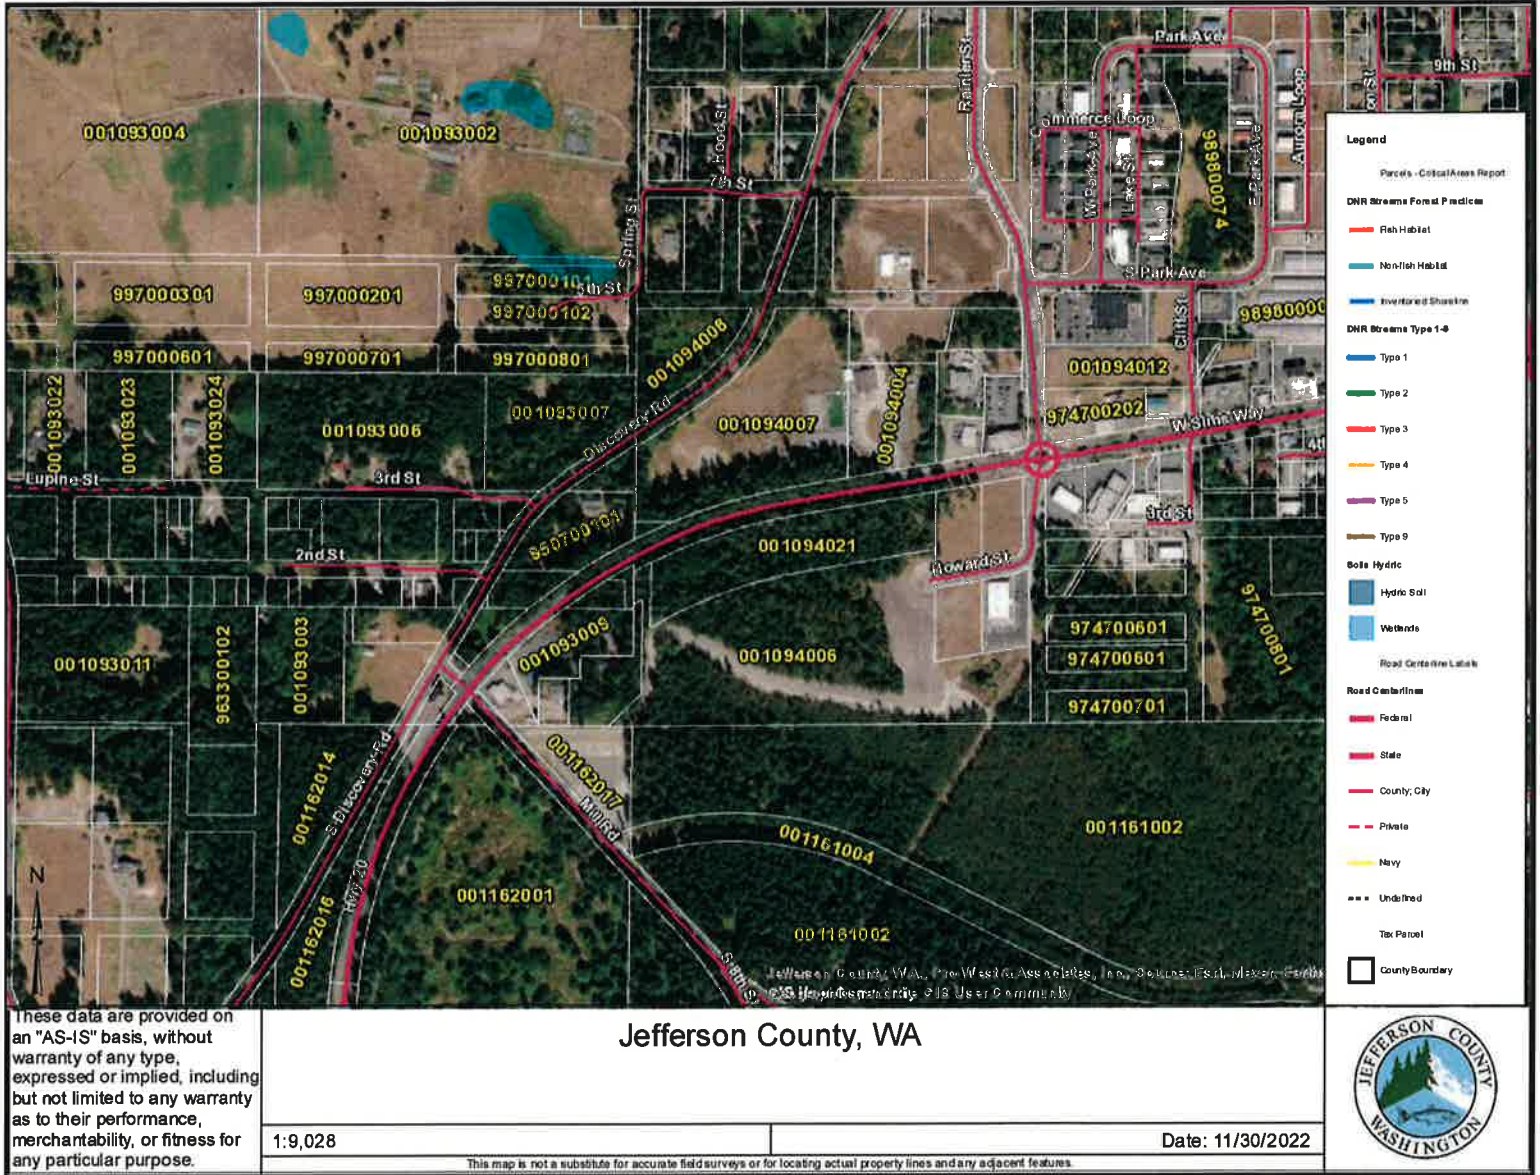 Park Ave
9th St
Rainier St
Aurora Loop
001093004
001093002
Hood St
Commerce Loop
W Park Ave
Lake St
989800074
E Park Ave
7th St
Spring St
S Park Ave
997000301
997000201
997000101
5th St
997000102
98980000
Cliff St
997000601
997000701
997000801
001094008
001094012
001093022
001093023
001093024
001093007
001094004
974700202
W Sims Way
001093006
Discovery Rd
001094007
4th
Lupine St
3rd St
3rd St
2nd St
850700101
001094021
Howard St
001093011
963300102
001093003
001093009
001094006
974700601
974700601
974700701
974700801
001162014
S Discovery Rd
001162017
Mill Rd
001161004
001161002
Hwy 20
001162016
001162001
001161002
S 8th
N
Jefferson County, WA
Legend
Parcels - Critical Areas Report
DNR Streams Forest Practices
Fish Habitat
Non-fish Habitat
Inventoried Shoreline
DNR Streams Type 1-9
Type 1
Type 2
Type 3
Type 4
Type 5
Type 9
Soils Hydric
Hydric Soil
Wetlands
Road Centerline Labels
Road Centerlines
Federal
State
County; City
Private
Navy
Undefined
Tax Parcel
County Boundary
These data are provided on
an "AS-IS" basis, without
warranty of any type,
expressed or implied, including
but not limited to any warranty
as to their performance,
merchantability, or fitness for
any particular purpose.
Jefferson County, WA
1:9,028
Date: 11/30/2022
This map is not a substitute for accurate field surveys or for locating actual property lines and any adjacent features.
JEFFERSON COUNTY
WASHINGTON